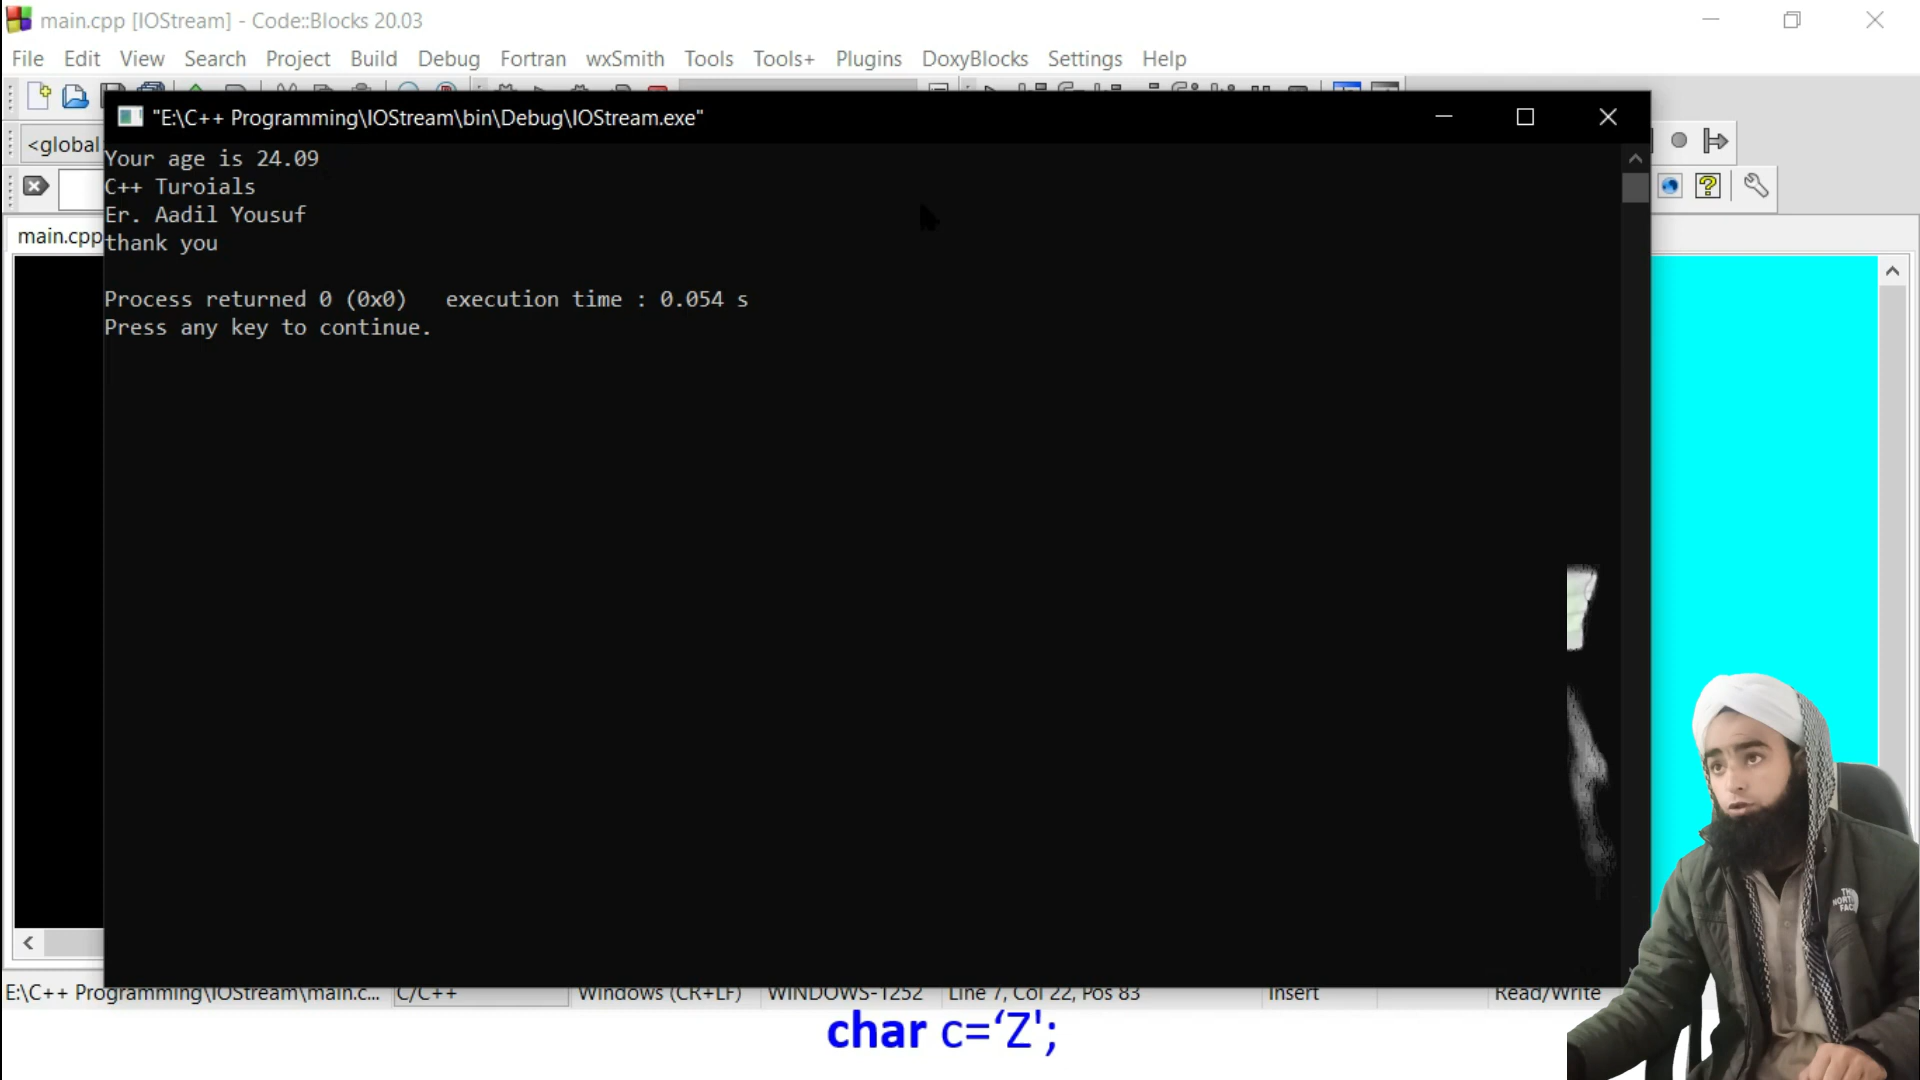 main.cpp [IOStream] - Code::Blocks 20.03
File Edit View Search Project Build Debug Fortran wxSmith Tools Tools+ Plugins DoxyBlocks Settings Help
"E:\C++ Programming\IOStream\bin\Debug\IOStream.exe"
<global
Your age is 24.09
C++ Turoials
Er. Aadil Yousuf
main.cpp
thank you
Process returned 0 (0x0) execution time : 0.054 s
Press any key to continue.
THE NORTH FACE
E:\C++ Programming\IOStream\main.c... C/C++ Windows (CR+LF) WINDOWS-1252 Line 7, Col 22, Pos 83 Insert Read/Write
char c=‘Z';